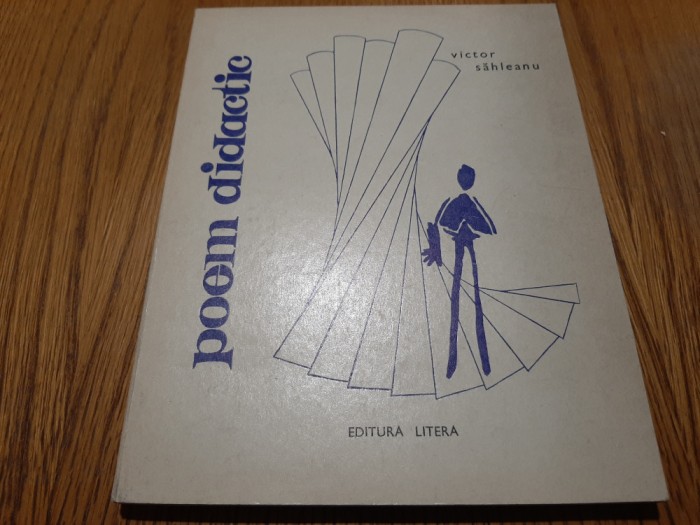 victor
săhleanu
poem didactic
EDITURA LITERA